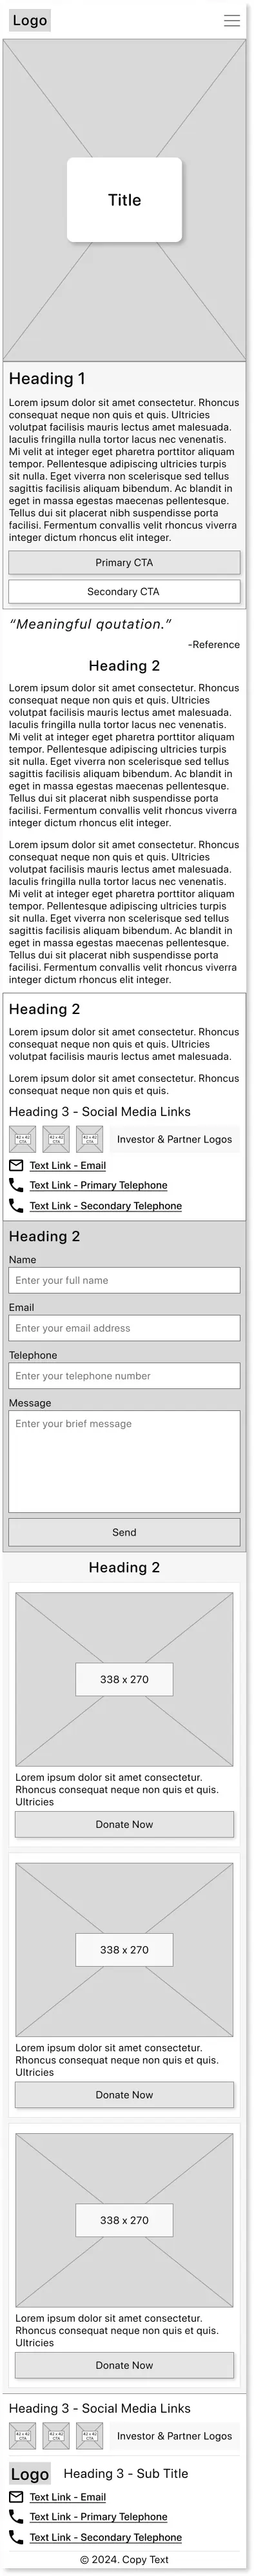 Logo
Title
Heading 1
Lorem ipsum dolor sit amet consectetur. Rhoncus
consequat neque non quis et quis. Ultricies
volutpat facilisis mauris lectus amet malesuada.
Iaculis fringilla nulla tortor lacus nec venenatis.
Mi velit at integer eget pharetra porttitor aliquam
tempor. Pellentesque adipiscing ultricies turpis
sit nulla. Eget viverra non scelerisque sed tellus
sagittis facilisis aliquam bibendum. Ac blandit in
eget in massa egestas maecenas pellentesque.
Tellus dui sit placerat nibh suspendisse porta
facilisi. Fermentum convallis velit rhoncus viverra
integer dictum rhoncus elit integer.
Primary CTA
Secondary CTA
“Meaningful qoutation.”
-Reference
Heading 2
Lorem ipsum dolor sit amet consectetur. Rhoncus
consequat neque non quis et quis. Ultricies
volutpat facilisis mauris lectus amet malesuada.
Iaculis fringilla nulla tortor lacus nec venenatis.
Mi velit at integer eget pharetra porttitor aliquam
tempor. Pellentesque adipiscing ultricies turpis
sit nulla. Eget viverra non scelerisque sed tellus
sagittis facilisis aliquam bibendum. Ac blandit in
eget in massa egestas maecenas pellentesque.
Tellus dui sit placerat nibh suspendisse porta
facilisi. Fermentum convallis velit rhoncus viverra
integer dictum rhoncus elit integer.
Lorem ipsum dolor sit amet consectetur. Rhoncus
consequat neque non quis et quis. Ultricies
volutpat facilisis mauris lectus amet malesuada.
Iaculis fringilla nulla tortor lacus nec venenatis.
Mi velit at integer eget pharetra porttitor aliquam
tempor. Pellentesque adipiscing ultricies turpis
sit nulla. Eget viverra non scelerisque sed tellus
sagittis facilisis aliquam bibendum. Ac blandit in
eget in massa egestas maecenas pellentesque.
Tellus dui sit placerat nibh suspendisse porta
facilisi. Fermentum convallis velit rhoncus viverra
integer dictum rhoncus elit integer.
Heading 2
Lorem ipsum dolor sit amet consectetur. Rhoncus
consequat neque non quis et quis. Ultricies
volutpat facilisis mauris lectus amet malesuada.
Lorem ipsum dolor sit amet consectetur. Rhoncus
consequat neque non quis et quis.
Heading 3 - Social Media Links
42 x 42 CTA 42 x 42 CTA 42 x 42 CTA Investor & Partner Logos
Text Link - Email
Text Link - Primary Telephone
Text Link - Secondary Telephone
Heading 2
Name
Enter your full name
Email
Enter your email address
Telephone
Enter your telephone number
Message
Enter your brief message
Send
Heading 2
338 x 270
Lorem ipsum dolor sit amet consectetur.
Rhoncus consequat neque non quis et quis.
Ultricies
Donate Now
338 x 270
Lorem ipsum dolor sit amet consectetur.
Rhoncus consequat neque non quis et quis.
Ultricies
Donate Now
338 x 270
Lorem ipsum dolor sit amet consectetur.
Rhoncus consequat neque non quis et quis.
Ultricies
Donate Now
Heading 3 - Social Media Links
42 x 42 CTA 42 x 42 CTA 42 x 42 CTA Investor & Partner Logos
Logo Heading 3 - Sub Title
Text Link - Email
Text Link - Primary Telephone
Text Link - Secondary Telephone
© 2024. Copy Text